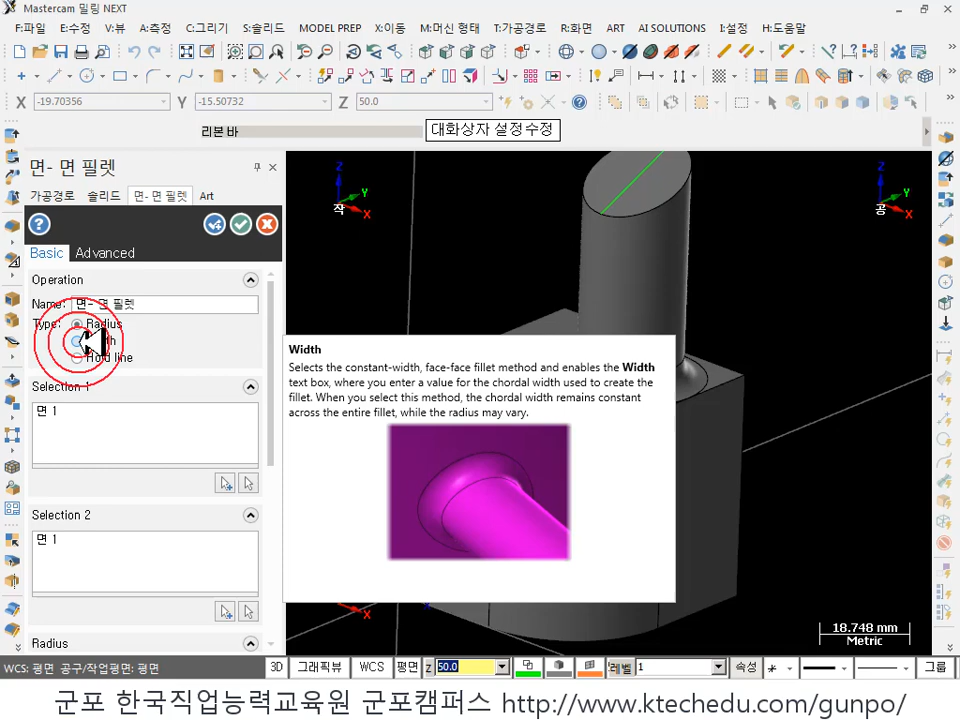 Mastercam 밀링 NEXT
F:파일 E:수정 V:뷰 A:측정 C:그리기 S:솔리드 MODEL PREP X:이동 M:머신 형태 T:가공경로 R:화면 ART AI SOLUTIONS I:설정 H:도움말
X -19.70356 Y -15.50732 Z 50.0
리본 바 대화상자 설정수정
면- 면 필렛
가공경로 솔리드 면- 면 필렛 Art
Basic Advanced
Operation
Name: 면- 면 필렛
Type: Radius
Hold line
Selection 1
면 1
Selection 2
면 1
Radius
Width
Selects the constant-width, face-face fillet method and enables the Width
text box, where you enter a value for the chordal width used to create the
fillet. When you select this method, the chordal width remains constant
across the entire fillet, while the radius may vary.
Z Y X 작
Z Y X 공
X
18.748 mm
Metric
WCS: 평면 공구/작업평면: 평면 3D 그래픽뷰 WCS 평면 Z 50.0 레벨 1 속성 그룹
군포 한국직업능력교육원 군포캠퍼스 http://www.ktechedu.com/gunpo/